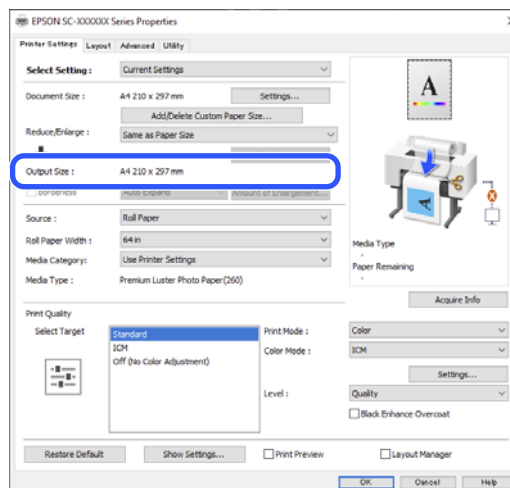 EPSON SC-XXXXXX Series Properties
Printer Settings Layout Advanced Utility
Select Setting : Current Settings
Document Size : A4 210 x 297 mm Settings...
Add/Delete Custom Paper Size...
Reduce/Enlarge : Same as Paper Size
Output Size : A4 210 x 297 mm
Borderless Auto Expand Amount of Enlargement...
Source : Roll Paper
Roll Paper Width : 64 in
Media Category: Use Printer Settings
Media Type : Premium Luster Photo Paper(260)
A
Media Type
-
Paper Remaining
-
Acquire Info
Print Quality
Select Target
Standard
ICM
Off (No Color Adjustment)
Print Mode : Color
Color Mode : ICM
Settings...
Level : Quality
Black Enhance Overcoat
Restore Default Show Settings... Print Preview Layout Manager
OK Cancel Help